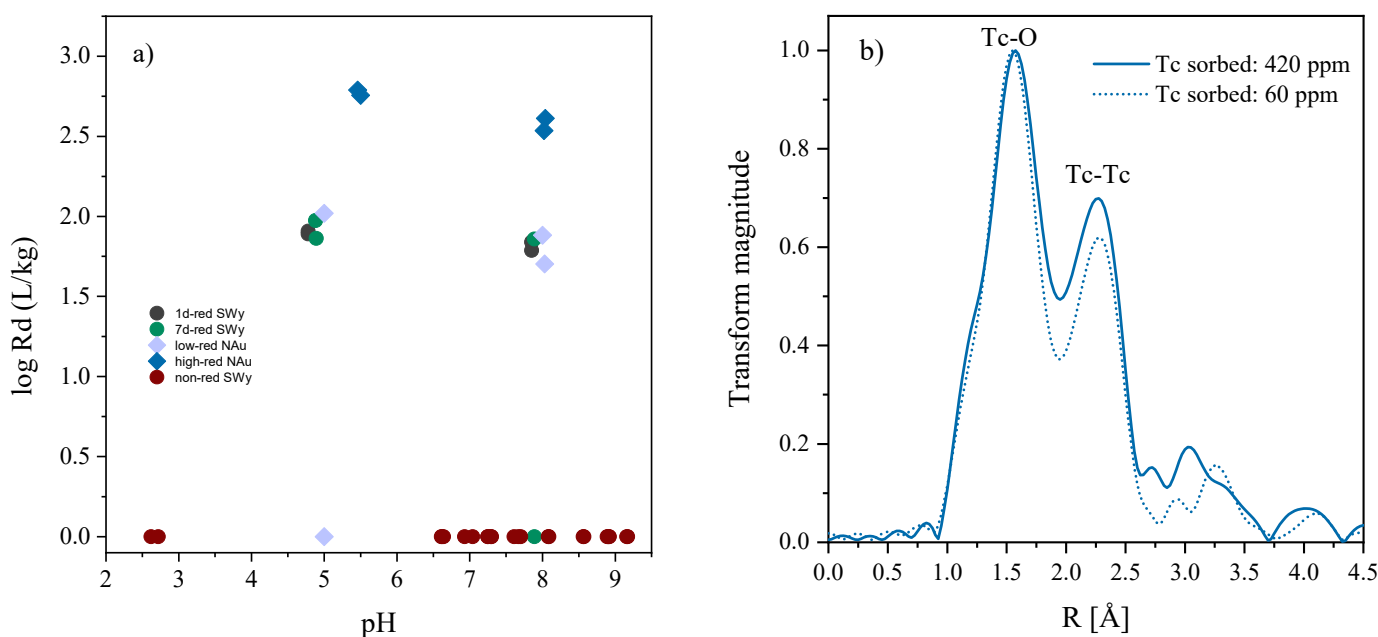 a)
3.0
2.5
2.0
1.5
1.0
0.5
0.0
log Rd (L/kg)
1d-red SWy
7d-red SWy
low-red NAu
high-red NAu
non-red SWy
2 3 4 5 6 7 8 9
pH
b)
Tc-O
Tc-Tc
Tc sorbed: 420 ppm
Tc sorbed: 60 ppm
1.0
0.8
0.6
0.4
0.2
0.0
Transform magnitude
0.0 0.5 1.0 1.5 2.0 2.5 3.0 3.5 4.0 4.5
R [Å]